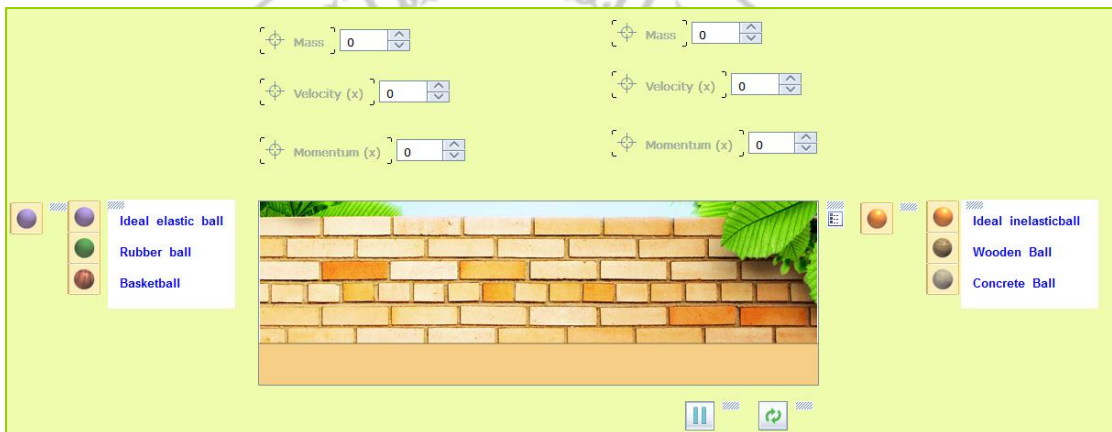 Mass 0
Mass 0
Velocity (x) 0
Velocity (x) 0
Momentum (x) 0
Momentum (x) 0
Ideal elastic ball
Rubber ball
Basketball
Ideal inelasticball
Wooden Ball
Concrete Ball